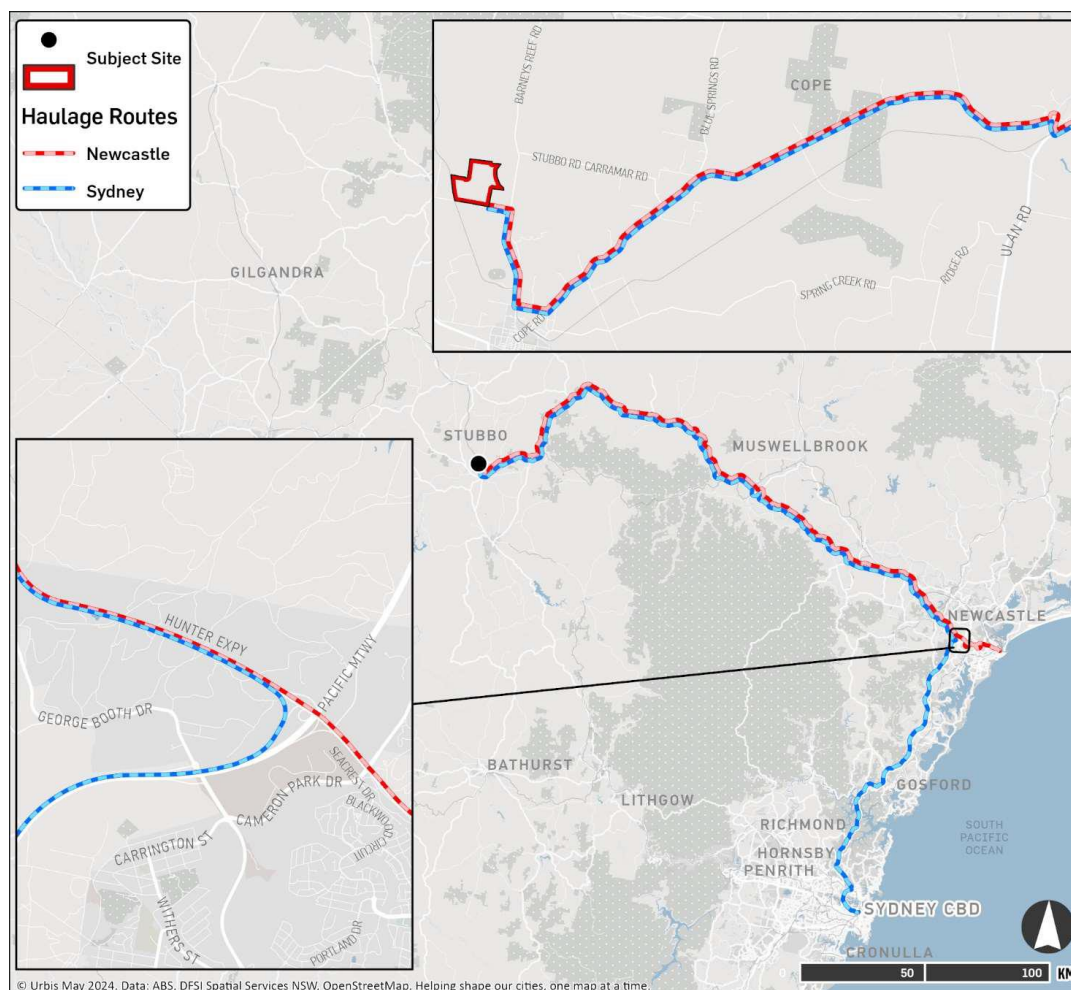 Subject Site
Haulage Routes
Newcastle
Sydney
BARNEYS REEF RD
BLUE SPRINGS RD
COPE
STUBBO RD CARRAMAR RD
ULAN RD
RIDGE RD
SPRING CREEK RD
COPE RD
GILGANDRA
STUBBO
MUSWELLBROOK
NEWCASTLE
HUNTER EXPY
PACIFIC MTWY
GEORGE BOOTH DR
SEACREST DR
CAMERON PARK DR
BLACKWOOD
CIRCUIT
CARRINGTON ST
WITHERS ST
PORTLAND DR
BATHURST
LITHGOW
GOSFORD
RICHMOND
SOUTH
PACIFIC
OCEAN
HORNSBY
PENRITH
SYDNEY CBD
CRONULLA
0 50 100 KM
© Urbis May 2024. Data: ABS, DFSI Spatial Services NSW, OpenStreetMap. Helping shape our cities, one map at a time.